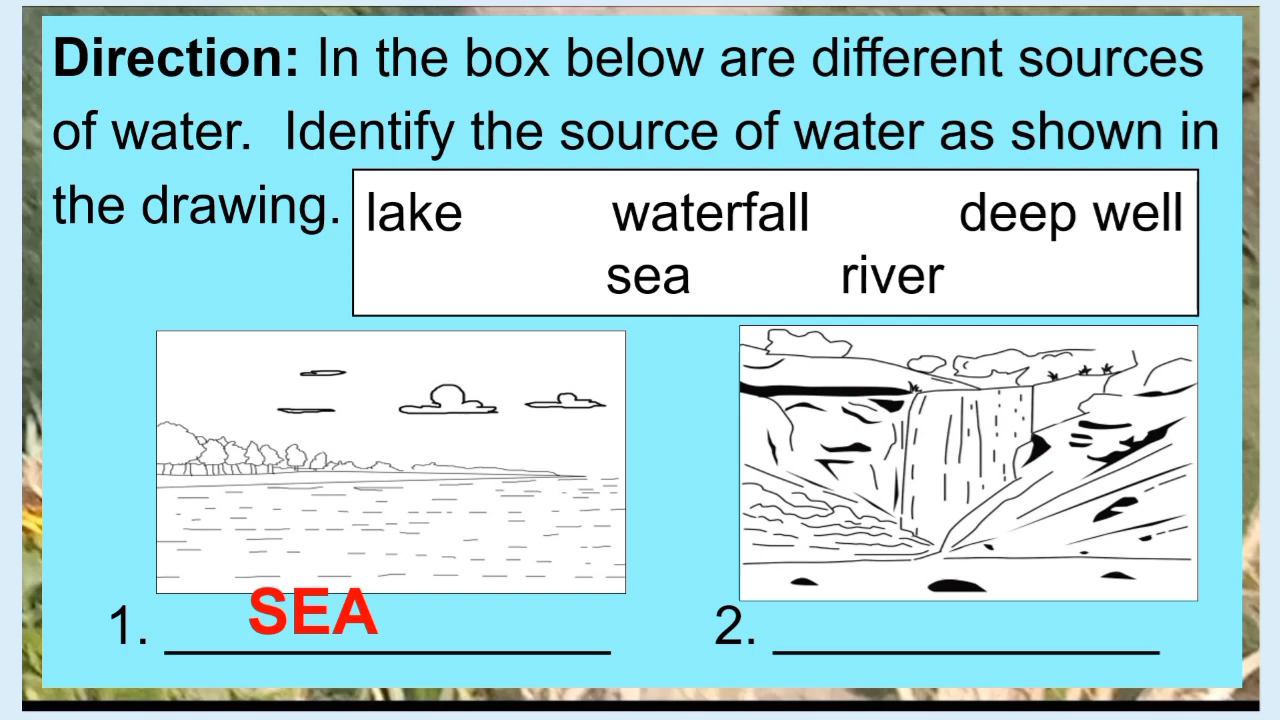 Direction: In the box below are different sources
of water. Identify the source of water as shown in
the drawing.
lake waterfall deep well
sea river
1. SEA
2.